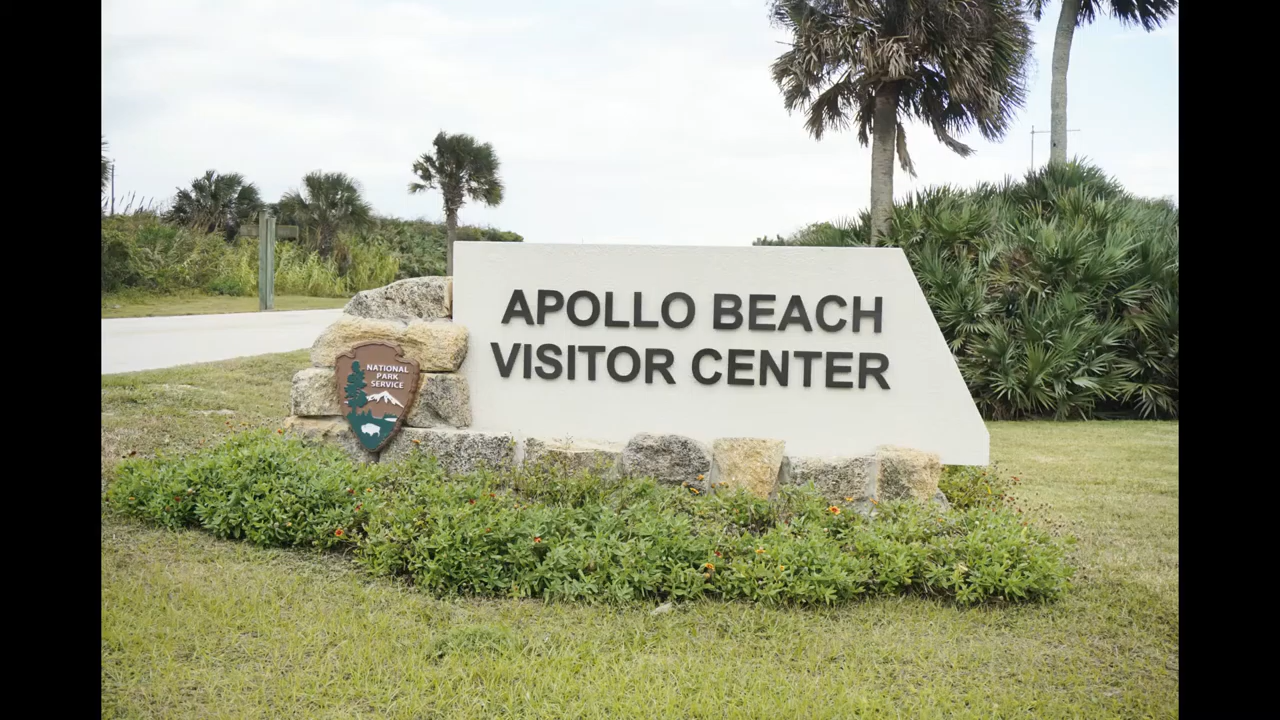 APOLLO BEACH
VISITOR CENTER
NATIONAL
PARK
SERVICE